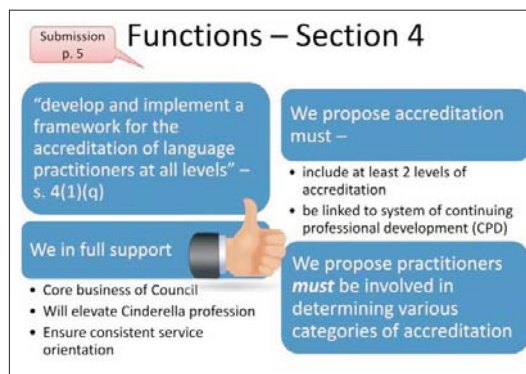 Submission
p. 5
Functions – Section 4
“develop and implement a
framework for the
accreditation of language
practitioners at all levels” –
s. 4(1)(q)
We in full support
• Core business of Council
• Will elevate Cinderella profession
• Ensure consistent service
orientation
We propose accreditation
must –
• include at least 2 levels of
accreditation
• be linked to system of continuing
professional development (CPD)
We propose practitioners
must be involved in
determining various
categories of accreditation